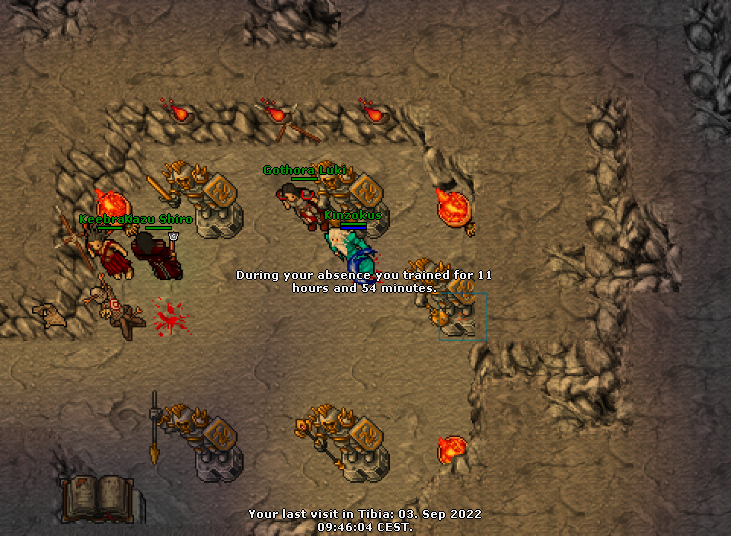 Gothora Luki
Keebra
Nazu Shiro
Kinzokus
During your absence you trained for 11
hours and 54 minutes.
Your last visit in Tibia: 03. Sep 2022
09:46:04 CEST.